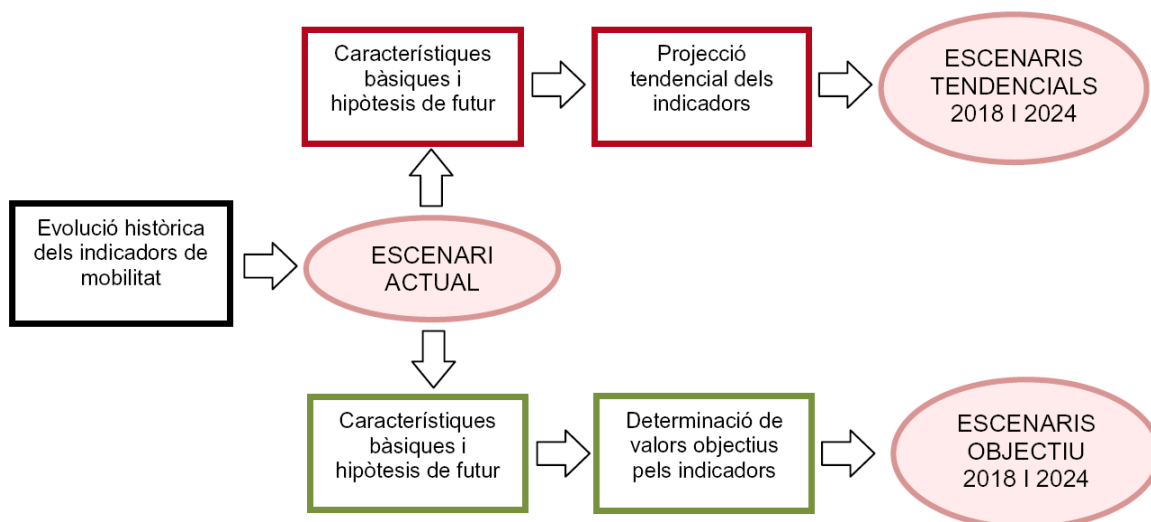 Característiques
bàsiques i
hipòtesis de futur
Projecció
tendencial dels
indicadors
ESCENARIS
TENDENCIALS
2018 I 2024
Evolució històrica
dels indicadors de
mobilitat
ESCENARI
ACTUAL
Característiques
bàsiques i
hipòtesis de futur
Determinació de
valors objectius
pels indicadors
ESCENARIS
OBJECTIU
2018 I 2024